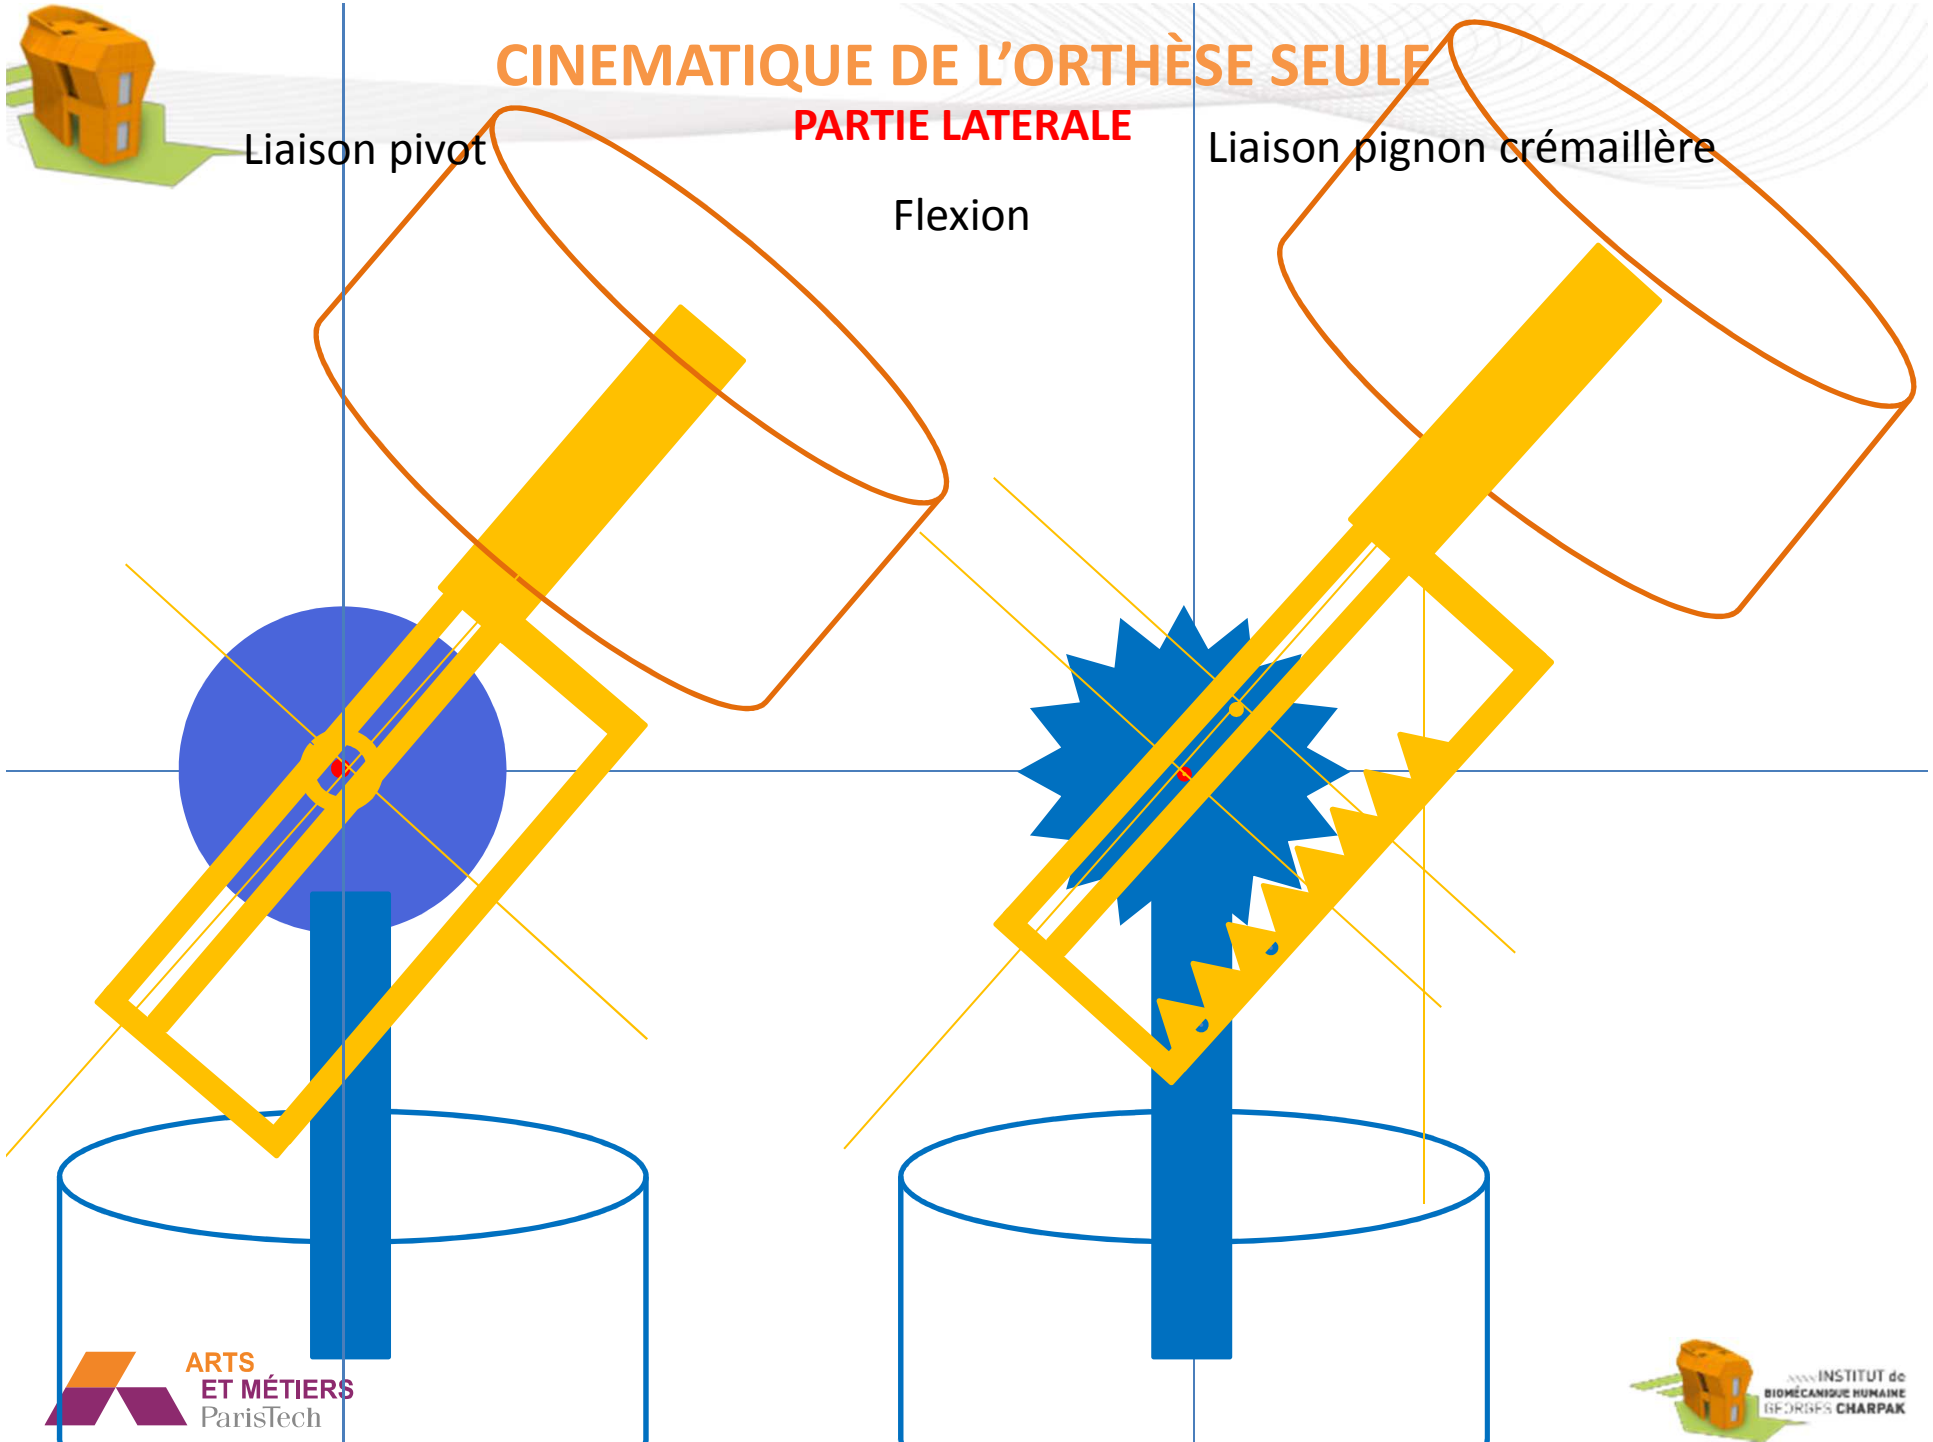 CINEMATIQUE DE L’ORTHÈSE SEULE
PARTIE LATERALE
Liaison pivot
Liaison pignon crémaillère
Flexion
ARTS
ET MÉTIERS
ParisTech
INSTITUT de
BIOMÉCANIQUE HUMAINE
GEORGES CHARPAK